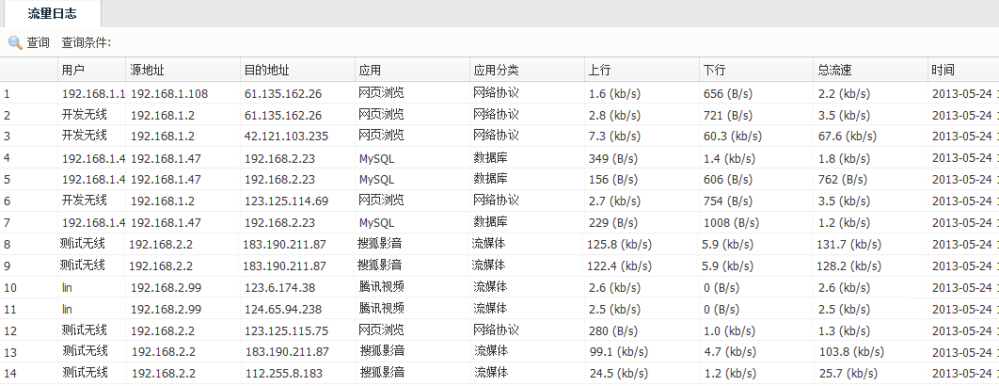 流量日志
查询 查询条件:
用户 源地址 目的地址 应用 应用分类 上行 下行 总流速 时间
1 192.168.1.1 192.168.1.108 61.135.162.26 网页浏览 网络协议 1.6 (kb/s) 656 (B/s) 2.2 (kb/s) 2013-05-24
2 开发无线 192.168.1.2 61.135.162.26 网页浏览 网络协议 2.8 (kb/s) 721 (B/s) 3.5 (kb/s) 2013-05-24
3 开发无线 192.168.1.2 42.121.103.235 网页浏览 网络协议 7.3 (kb/s) 60.3 (kb/s) 67.6 (kb/s) 2013-05-24
4 192.168.1.4 192.168.1.47 192.168.2.23 MySQL 数据库 349 (B/s) 1.4 (kb/s) 1.8 (kb/s) 2013-05-24
5 192.168.1.4 192.168.1.47 192.168.2.23 MySQL 数据库 156 (B/s) 606 (B/s) 762 (B/s) 2013-05-24
6 开发无线 192.168.1.2 123.125.114.69 网页浏览 网络协议 2.7 (kb/s) 754 (B/s) 3.5 (kb/s) 2013-05-24
7 192.168.1.4 192.168.1.47 192.168.2.23 MySQL 数据库 229 (B/s) 1008 (B/s) 1.2 (kb/s) 2013-05-24
8 测试无线 192.168.2.2 183.190.211.87 搜狐影音 流媒体 125.8 (kb/s) 5.9 (kb/s) 131.7 (kb/s) 2013-05-24
9 测试无线 192.168.2.2 183.190.211.87 搜狐影音 流媒体 122.4 (kb/s) 5.9 (kb/s) 128.2 (kb/s) 2013-05-24
10 lin 192.168.2.99 123.6.174.38 腾讯视频 流媒体 2.6 (kb/s) 0 (B/s) 2.6 (kb/s) 2013-05-24
11 lin 192.168.2.99 124.65.94.238 腾讯视频 流媒体 2.5 (kb/s) 0 (B/s) 2.5 (kb/s) 2013-05-24
12 测试无线 192.168.2.2 123.125.115.75 网页浏览 网络协议 280 (B/s) 1.0 (kb/s) 1.3 (kb/s) 2013-05-24
13 测试无线 192.168.2.2 183.190.211.87 搜狐影音 流媒体 99.1 (kb/s) 4.7 (kb/s) 103.8 (kb/s) 2013-05-24
14 测试无线 192.168.2.2 112.255.8.183 搜狐影音 流媒体 24.5 (kb/s) 1.2 (kb/s) 25.7 (kb/s) 2013-05-24